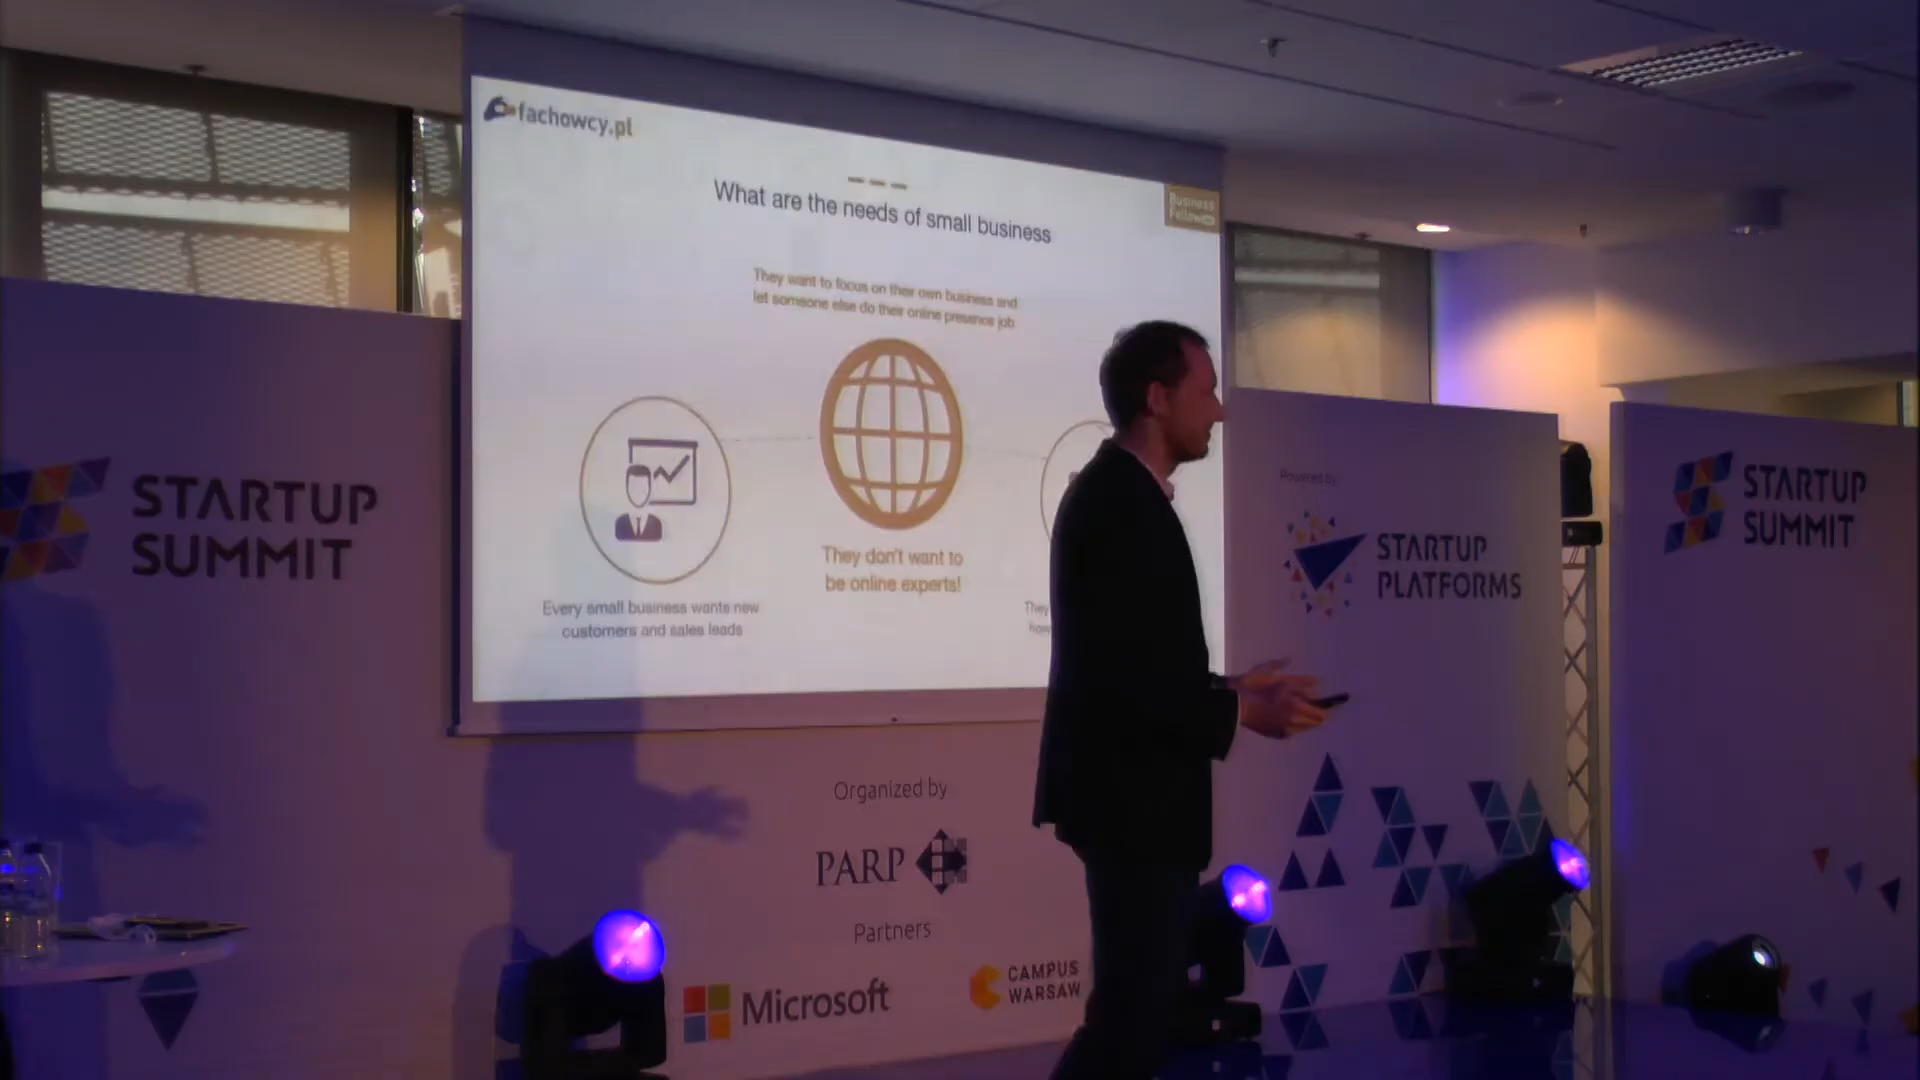 fachowcy.pl
What are the needs of small business
Business
Fellows
They want to focus on their own business and
let someone else do their online presence job
They don't want to
be online experts!
Every small business wants new
customers and sales leads
They
how
STARTUP
SUMMIT
Powered by:
STARTUP
PLATFORMS
STARTUP
SUMMIT
Organized by
PARP
Partners
Microsoft
CAMPUS
WARSAW